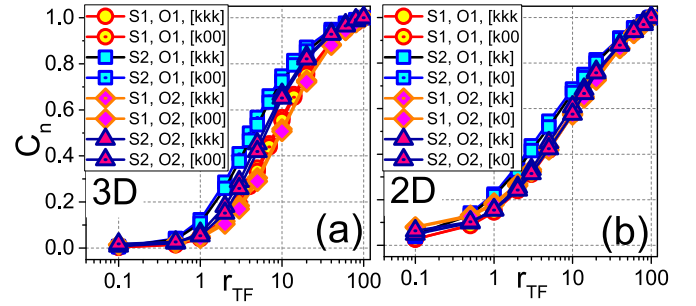 1.0
0.8
0.6
0.4
0.2
0.0
C_n
S1, O1, [kkk]
S1, O1, [k00]
S2, O1, [kkk]
S2, O1, [k00]
S1, O2, [kkk]
S1, O2, [k00]
S2, O2, [kkk]
S2, O2, [k00]
3D
(a)
0.1
1
10
100
r_TF
S1, O1, [kkk
S1, O1, [k00
S2, O1, [kk]
S2, O1, [k0]
S1, O2, [kk]
S1, O2, [k0]
S2, O2, [kk]
S2, O2, [k0]
2D
(b)
0.1
1
10
100
r_TF